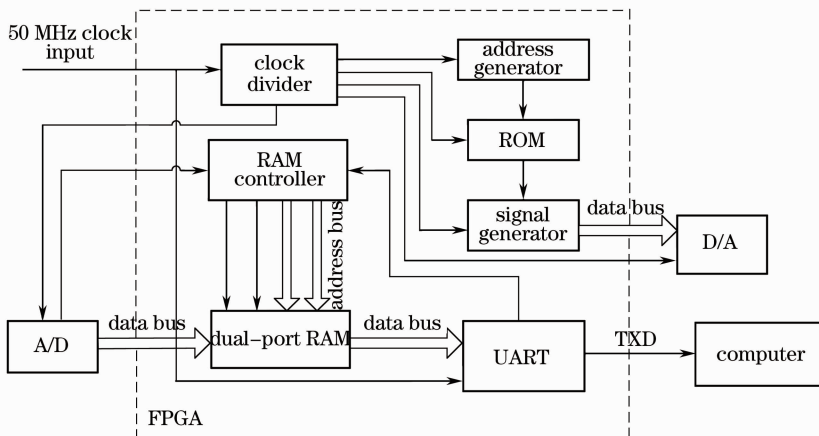 50 MHz clock
input
clock
divider
address
generator
ROM
RAM
controller
signal
generator
data bus
D/A
address bus
A/D
data bus
dual-port RAM
data bus
UART
TXD
computer
FPGA